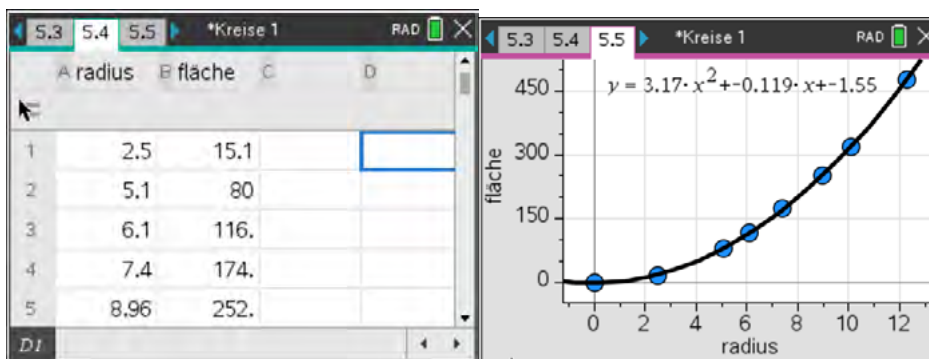 5.3 5.4 5.5 *Kreise 1 RAD
A radius B fläche C D
=
1 2.5 15.1
2 5.1 80
3 6.1 116.
4 7.4 174.
5 8.96 252.
D1
5.3 5.4 5.5 *Kreise 1 RAD
y = 3.17· x²+-0.119· x+-1.55
450
300
150
0
fläche
0 2 4 6 8 10 12
radius